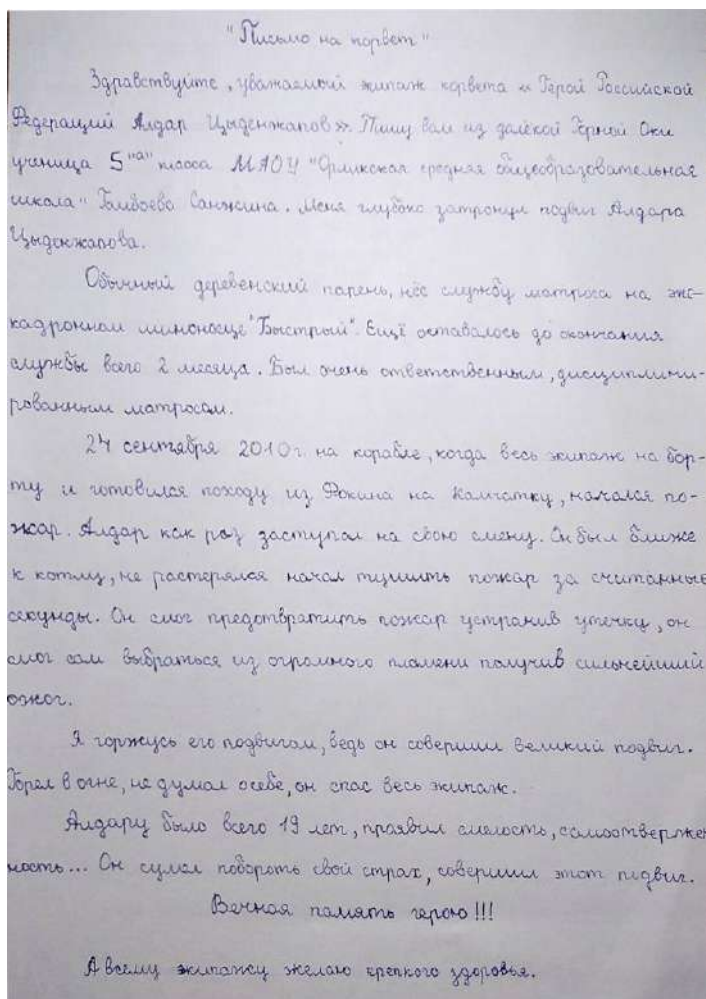 "Письмо на корвет"
Здравствуйте, уважаемый экипаж корвета « Герой Российской
Федерации Алдар Цыденжапов». Пишу вам из далёкой Горной Оки
ученица 5"а" класса МАОУ "Орликская средняя общеобразовательная
школа" Гомбоева Санжина. Меня глубоко затронул подвиг Алдара
Цыденжапова.
Обычный деревенский парень, нёс службу матроса на эс-
кадронном миноносце "Быстрый". Ещё оставалось до окончания
службы всего 2 месяца. Был очень ответственным, дисциплини-
рованным матросом.
24 сентября 2010 г. на корабле, когда весь экипаж на бор-
ту и готовился походу из Фокина на Камчатку, начался по-
жар. Алдар как раз заступал на свою смену. Он был ближе
к котлу, не растерялся начал тушить пожар за считанные
секунды. Он смог предотвратить пожар устранив утечку, он
смог сам выбраться из огромного пламени получив сильнейший
ожог.
Я горжусь его подвигом, ведь он совершил великий подвиг.
Горел в огне, не думал о себе, он спас весь экипаж.
Алдару было всего 19 лет, праявил смелость, самоотвержен
ность... Он сумел побороть свой страх, совершил этот подвиг.
Вечная память герою!!!
А всему экипажу желаю крепкого здоровья.